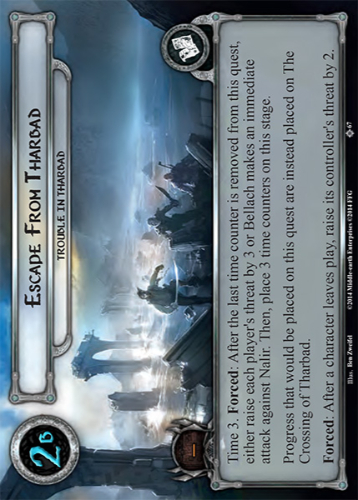 2B
Escape From Tharbad
Trouble in Tharbad
Time 3. Forced: After the last time counter is removed from this quest,
either raise each player's threat by 3 or Bellach makes an immediate
attack against Nalir. Then, place 3 time counters on this stage.
Progress that would be placed on this quest are instead placed on The
Crossing of Tharbad.
Forced: After a character leaves play, raise its controller's threat by 2.
Illus. Ben Zweifel
©2014 Middle-earth Enterprises ©2014 FFG
67